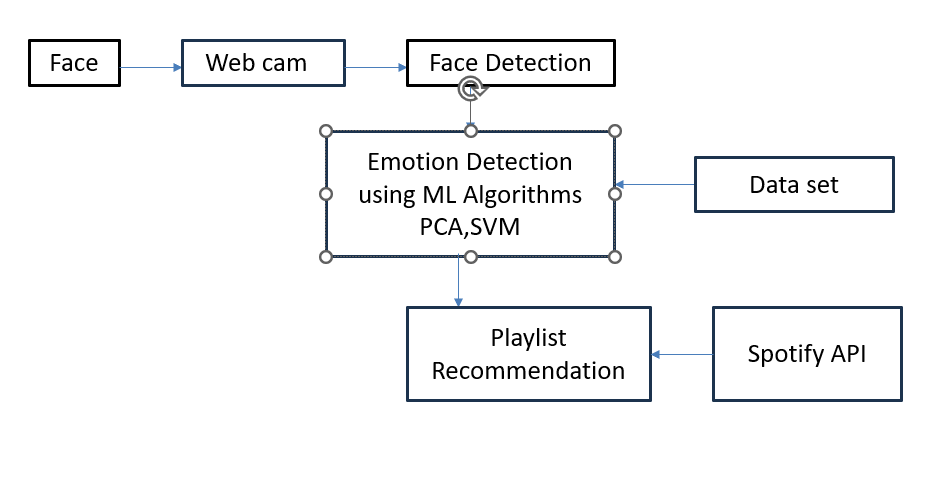 Face
Web cam
Face Detection
Emotion Detection
using ML Algorithms
PCA,SVM
Data set
Playlist
Recommendation
Spotify API